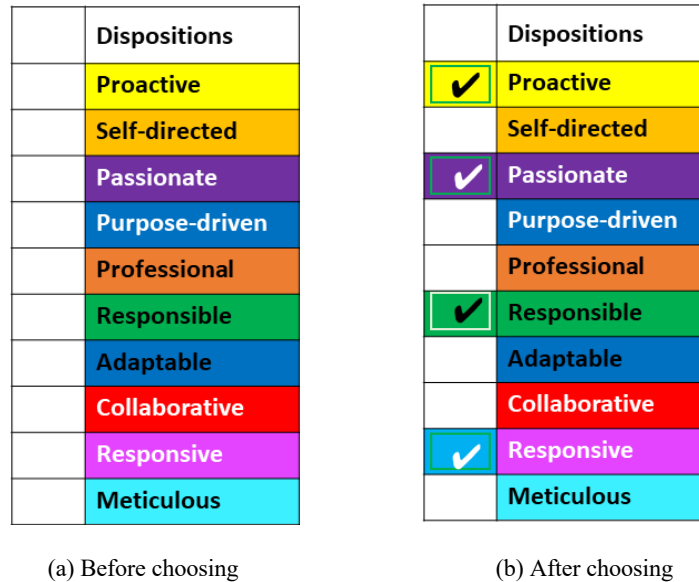 Dispositions
Proactive
Self-directed
Passionate
Purpose-driven
Professional
Responsible
Adaptable
Collaborative
Responsive
Meticulous
(a) Before choosing
Dispositions
✔ Proactive
Self-directed
✔ Passionate
Purpose-driven
Professional
✔ Responsible
Adaptable
Collaborative
✔ Responsive
Meticulous
(b) After choosing